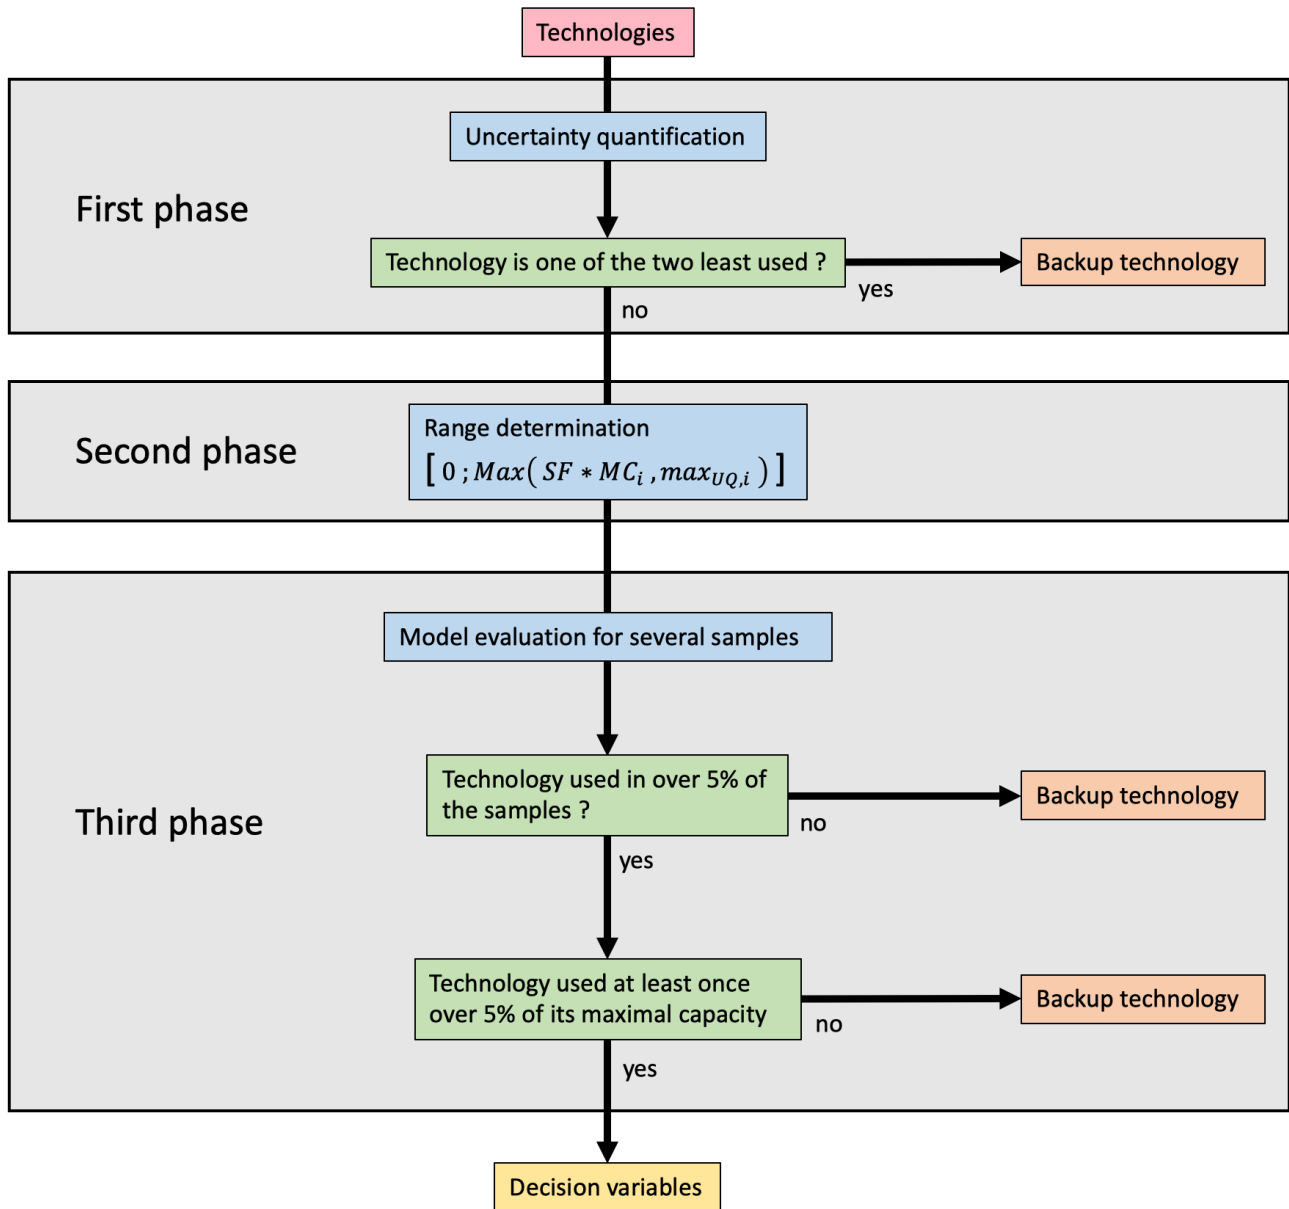 Technologies
Uncertainty quantification
First phase
Technology is one of the two least used ?
Backup technology
yes
no
Second phase
Range determination
[ 0 ; Max( SF * MC_i , max_{UQ,i} ) ]
Model evaluation for several samples
Technology used in over 5% of
the samples ?
Backup technology
no
Third phase
yes
Technology used at least once
over 5% of its maximal capacity
Backup technology
no
yes
Decision variables